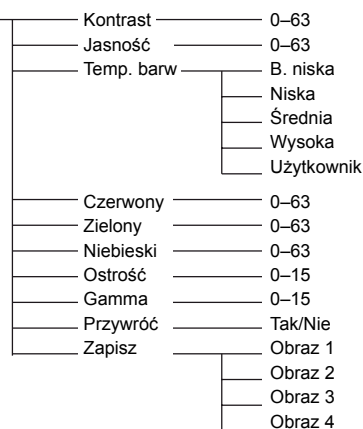 Kontrast 0–63
Jasność 0–63
Temp. barw B. niska
Niska
Średnia
Wysoka
Użytkownik
Czerwony 0–63
Zielony 0–63
Niebieski 0–63
Ostrość 0–15
Gamma 0–15
Przywróć Tak/Nie
Zapisz Obraz 1
Obraz 2
Obraz 3
Obraz 4